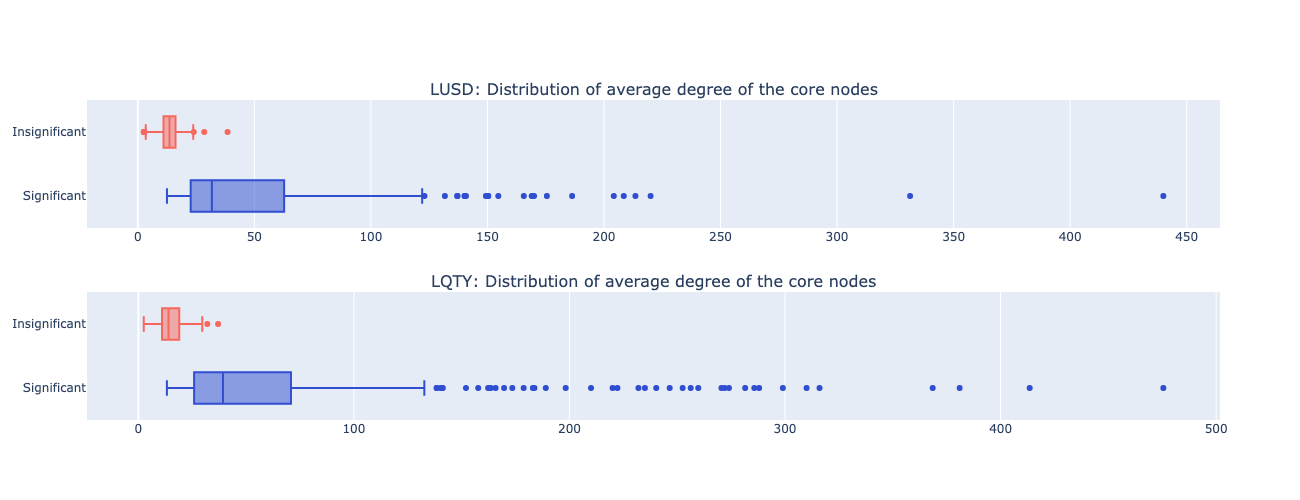 LUSD: Distribution of average degree of the core nodes
Insignificant
Significant
0 50 100 150 200 250 300 350 400 450
LQTY: Distribution of average degree of the core nodes
Insignificant
Significant
0 100 200 300 400 500